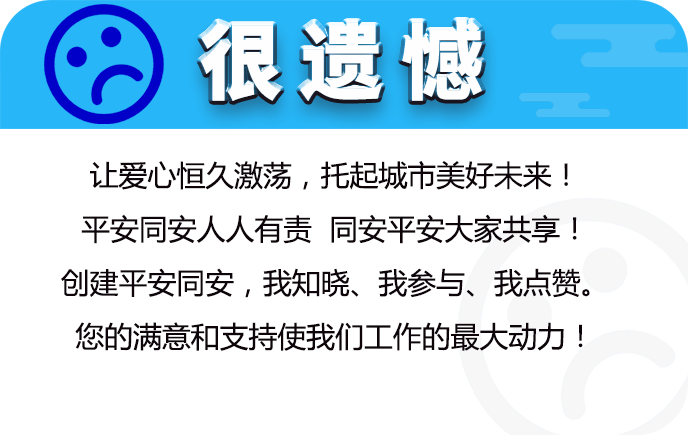 很遗憾
让爱心恒久激荡，托起城市美好未来！
平安同安人人有责 同安平安大家共享！
创建平安同安，我知晓、我参与、我点赞。
您的满意和支持使我们工作的最大动力！